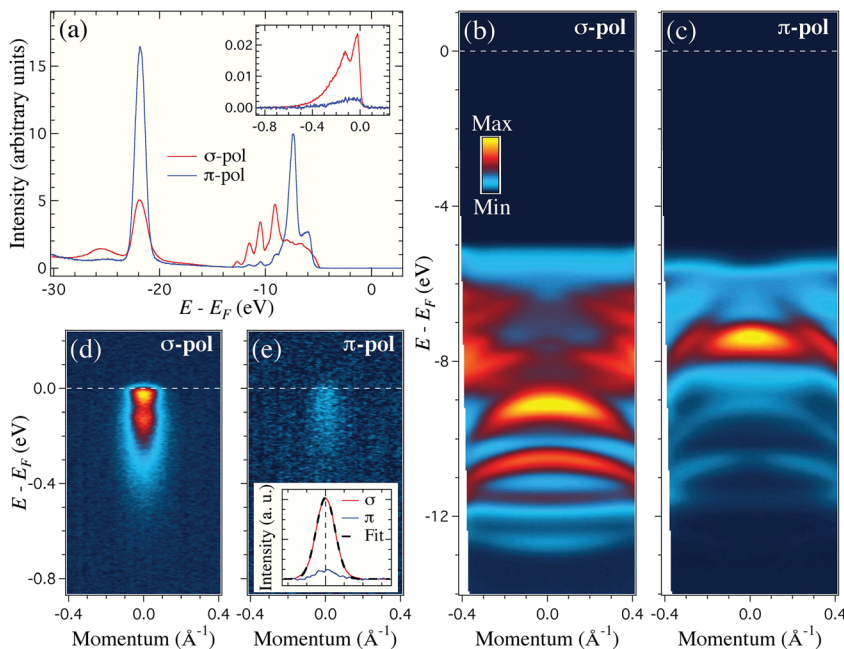 (a)
Intensity (arbitrary units)
15
10
5
0
-30
-20
-10
0
E - E_F (eV)
σ-pol
π-pol
0.02
0.01
0.00
-0.8
-0.4
0.0
(b)
σ-pol
Max
Min
0
-4
-8
-12
E - E_F (eV)
-0.4
0.0
0.4
Momentum (Å⁻¹)
(c)
π-pol
-0.4
0.0
0.4
Momentum (Å⁻¹)
(d)
σ-pol
0.0
-0.4
-0.8
E - E_F (eV)
-0.4
0.0
0.4
Momentum (Å⁻¹)
(e)
π-pol
Intensity (a. u.)
σ
π
Fit
-0.4
0.0
0.4
Momentum (Å⁻¹)